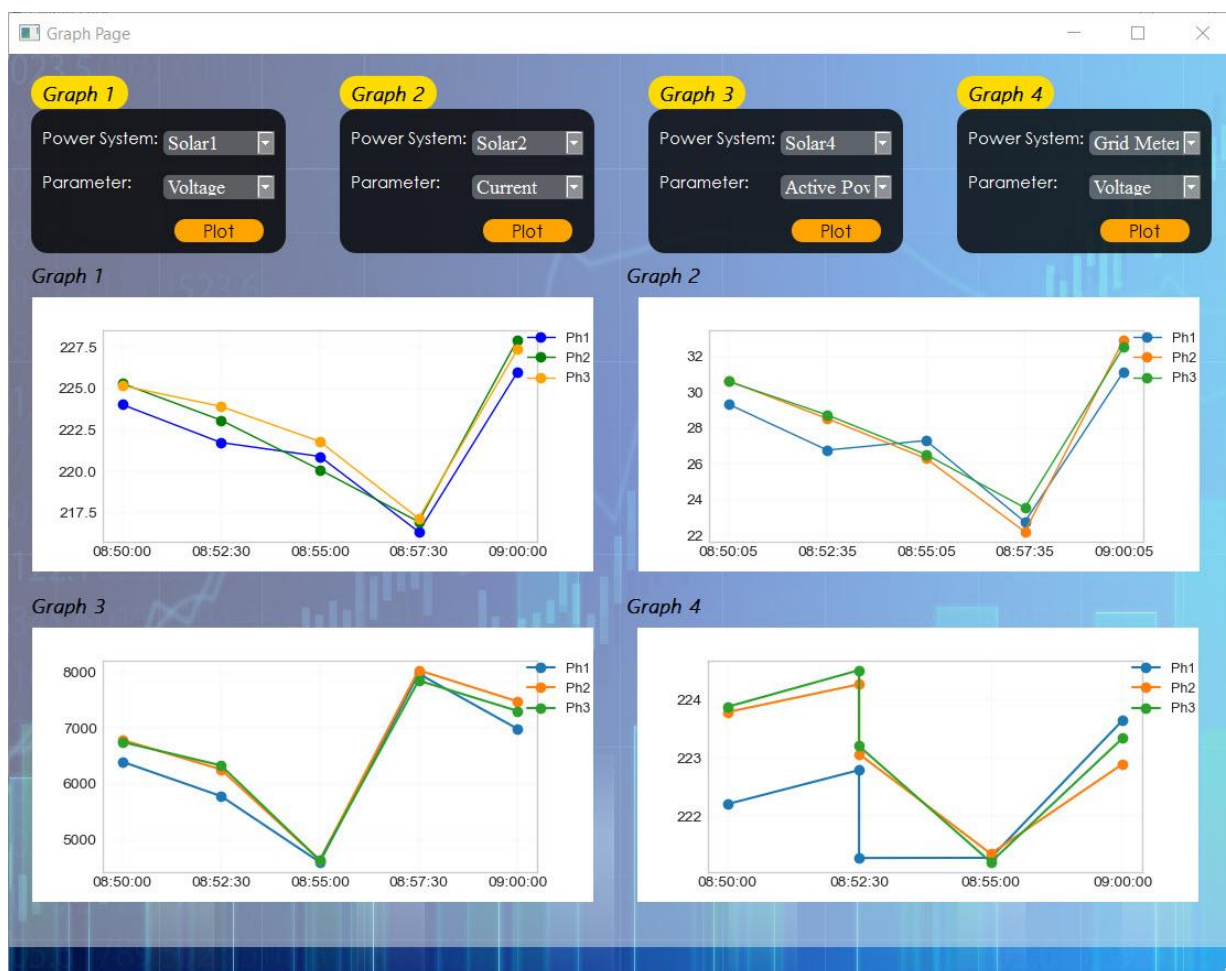 Graph Page
Graph 1
Graph 2
Graph 3
Graph 4
Power System: Solar1
Power System: Solar2
Power System: Solar4
Power System: Grid Meter
Parameter: Voltage
Parameter: Current
Parameter: Active Pov
Parameter: Voltage
Plot
Plot
Plot
Plot
Graph 1
227.5
225.0
222.5
220.0
217.5
08:50:00 08:52:30 08:55:00 08:57:30 09:00:00
Ph1
Ph2
Ph3
Graph 2
32
30
28
26
24
22
08:50:05 08:52:35 08:55:05 08:57:35 09:00:05
Ph1
Ph2
Ph3
Graph 3
8000
7000
6000
5000
08:50:00 08:52:30 08:55:00 08:57:30 09:00:00
Ph1
Ph2
Ph3
Graph 4
224
223
222
08:50:00 08:52:30 08:55:00 09:00:00
Ph1
Ph2
Ph3